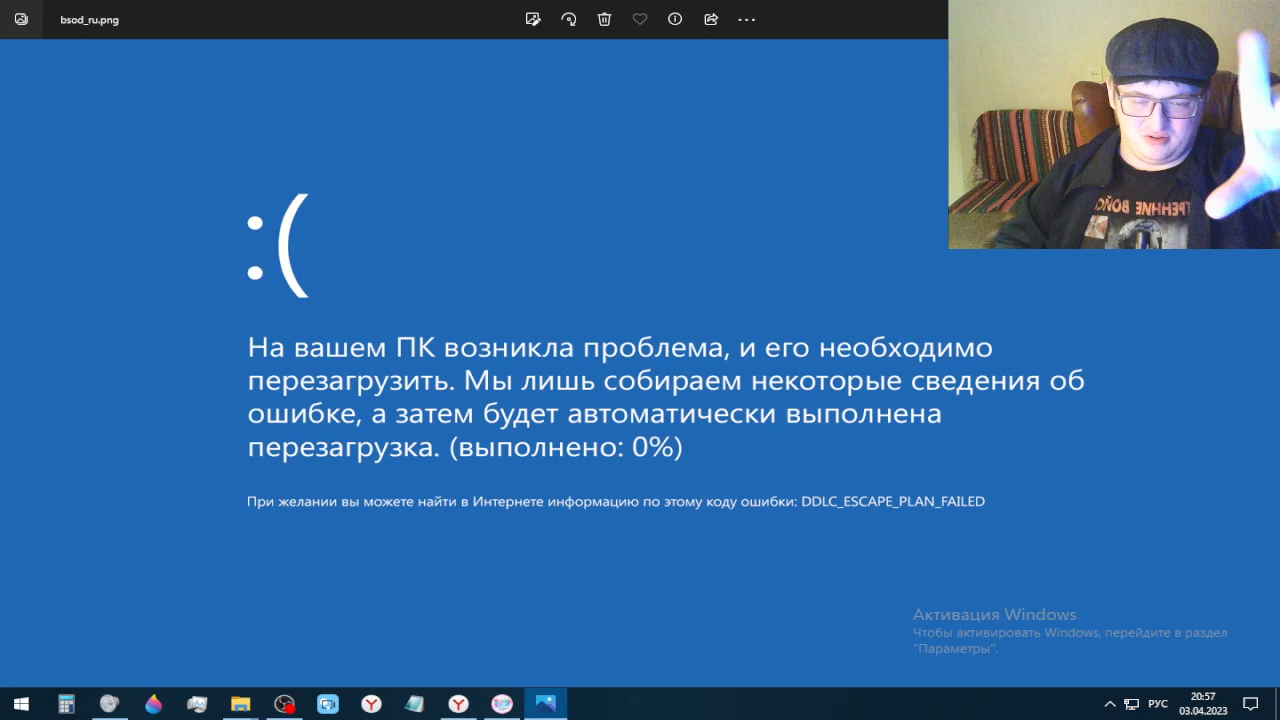 bsod_ru.png
:(
На вашем ПК возникла проблема, и его необходимо
перезагрузить. Мы лишь собираем некоторые сведения об
ошибке, а затем будет автоматически выполнена
перезагрузка. (выполнено: 0%)
При желании вы можете найти в Интернете информацию по этому коду ошибки: DDLC_ESCAPE_PLAN_FAILED
Активация Windows
Чтобы активировать Windows, перейдите в раздел
"Параметры".
РУС
20:57
03.04.2023